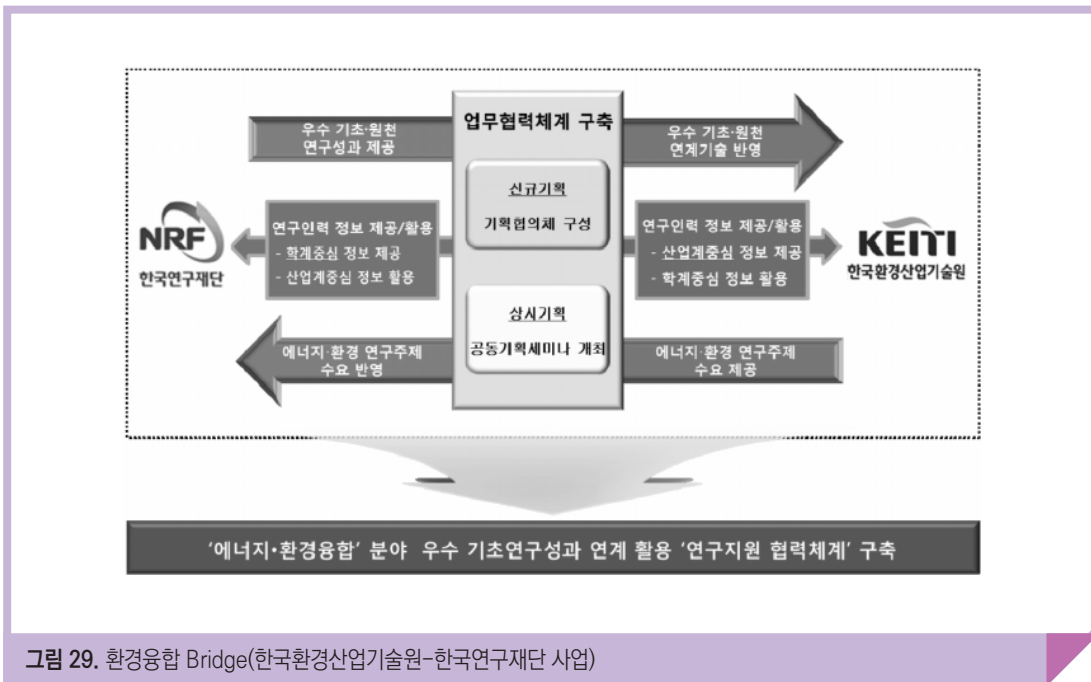 업무협력체계 구축
우수 기초·원천
연구성과 제공
우수 기초·원천
연계기술 반영
신규기획
기획협의체 구성
NRF
한국연구재단
연구인력 정보 제공/활용
- 학계중심 정보 제공
- 산업계중심 정보 활용
연구인력 정보 제공/활용
- 산업계중심 정보 제공
- 학계중심 정보 활용
KEITI
한국환경산업기술원
상시기획
공동기획세미나 개최
에너지·환경 연구주제
수요 반영
에너지·환경 연구주제
수요 제공
'에너지·환경융합' 분야 우수 기초연구성과 연계 활용 '연구지원 협력체계' 구축
그림 29. 환경융합 Bridge(한국환경산업기술원-한국연구재단 사업)